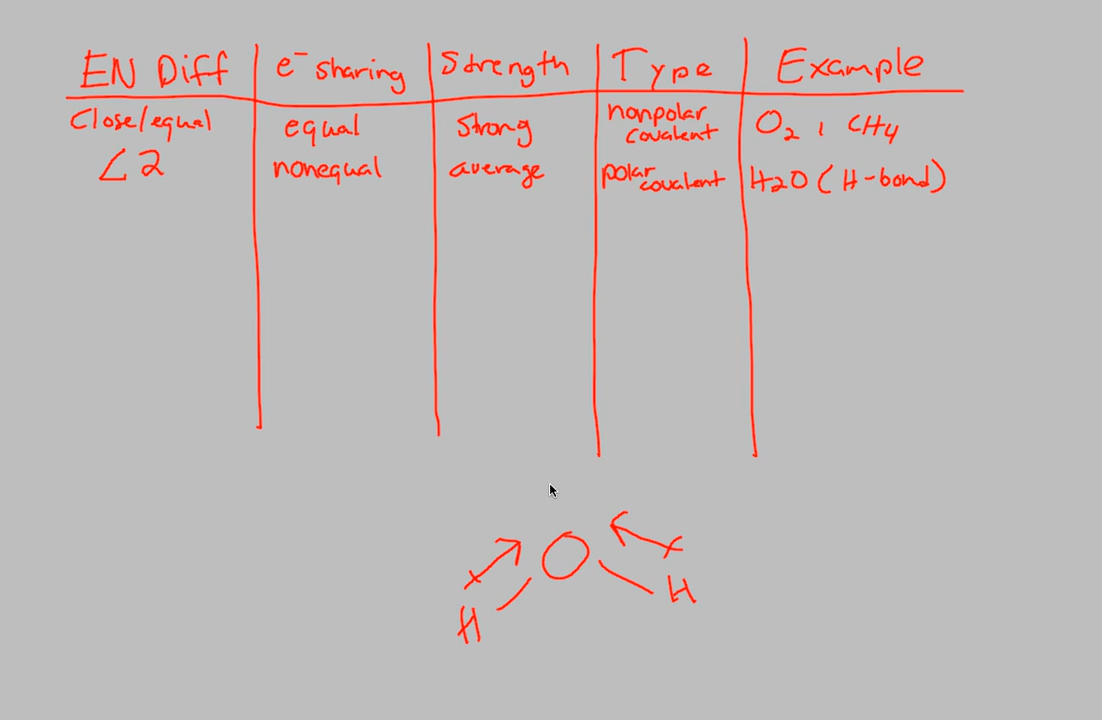 EN Diff e⁻ sharing Strength Type Example
Close/equal equal Strong nonpolar covalent O₂, CH₄
<2 nonequal average polar covalent H2O (H-bond)
O
H H